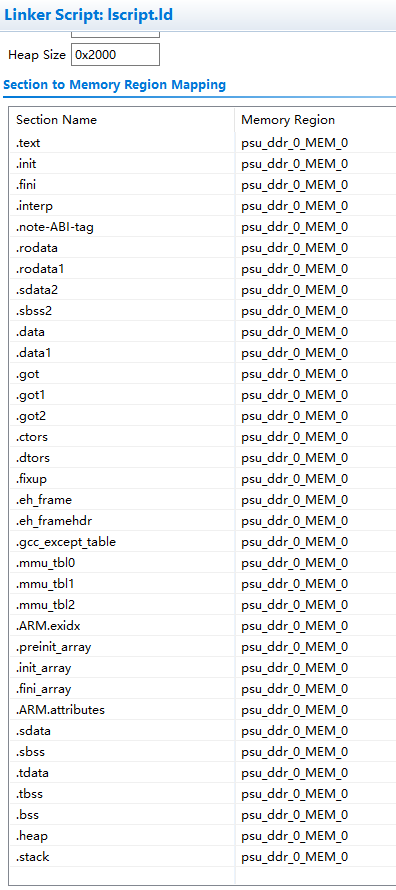 Linker Script: lscript.ld
Heap Size 0x2000
Section to Memory Region Mapping
Section Name Memory Region
.text psu_ddr_0_MEM_0
.init psu_ddr_0_MEM_0
.fini psu_ddr_0_MEM_0
.interp psu_ddr_0_MEM_0
.note-ABI-tag psu_ddr_0_MEM_0
.rodata psu_ddr_0_MEM_0
.rodata1 psu_ddr_0_MEM_0
.sdata2 psu_ddr_0_MEM_0
.sbss2 psu_ddr_0_MEM_0
.data psu_ddr_0_MEM_0
.data1 psu_ddr_0_MEM_0
.got psu_ddr_0_MEM_0
.got1 psu_ddr_0_MEM_0
.got2 psu_ddr_0_MEM_0
.ctors psu_ddr_0_MEM_0
.dtors psu_ddr_0_MEM_0
.fixup psu_ddr_0_MEM_0
.eh_frame psu_ddr_0_MEM_0
.eh_framehdr psu_ddr_0_MEM_0
.gcc_except_table psu_ddr_0_MEM_0
.mmu_tbl0 psu_ddr_0_MEM_0
.mmu_tbl1 psu_ddr_0_MEM_0
.mmu_tbl2 psu_ddr_0_MEM_0
.ARM.exidx psu_ddr_0_MEM_0
.preinit_array psu_ddr_0_MEM_0
.init_array psu_ddr_0_MEM_0
.fini_array psu_ddr_0_MEM_0
.ARM.attributes psu_ddr_0_MEM_0
.sdata psu_ddr_0_MEM_0
.sbss psu_ddr_0_MEM_0
.tdata psu_ddr_0_MEM_0
.tbss psu_ddr_0_MEM_0
.bss psu_ddr_0_MEM_0
.heap psu_ddr_0_MEM_0
.stack psu_ddr_0_MEM_0